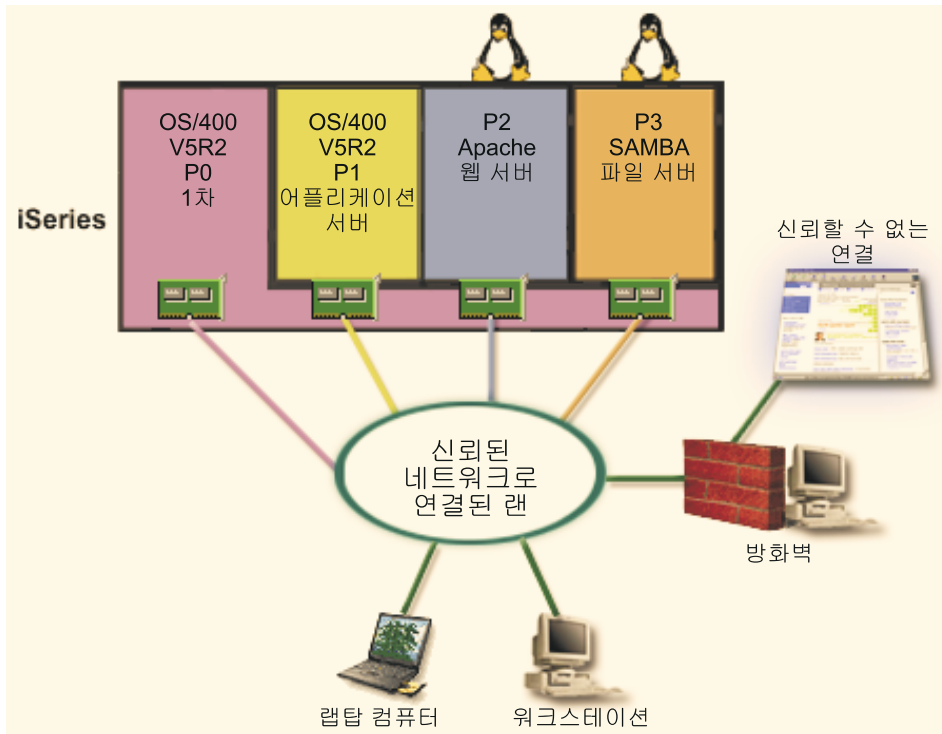 OS/400
V5R2
P0
1차
OS/400
V5R2
P1
어플리케이션
서버
P2
Apache
웹 서버
P3
SAMBA
파일 서버
iSeries
신뢰할 수 없는
연결
신뢰된
네트워크로
연결된 랜
방화벽
랩탑 컴퓨터
워크스테이션